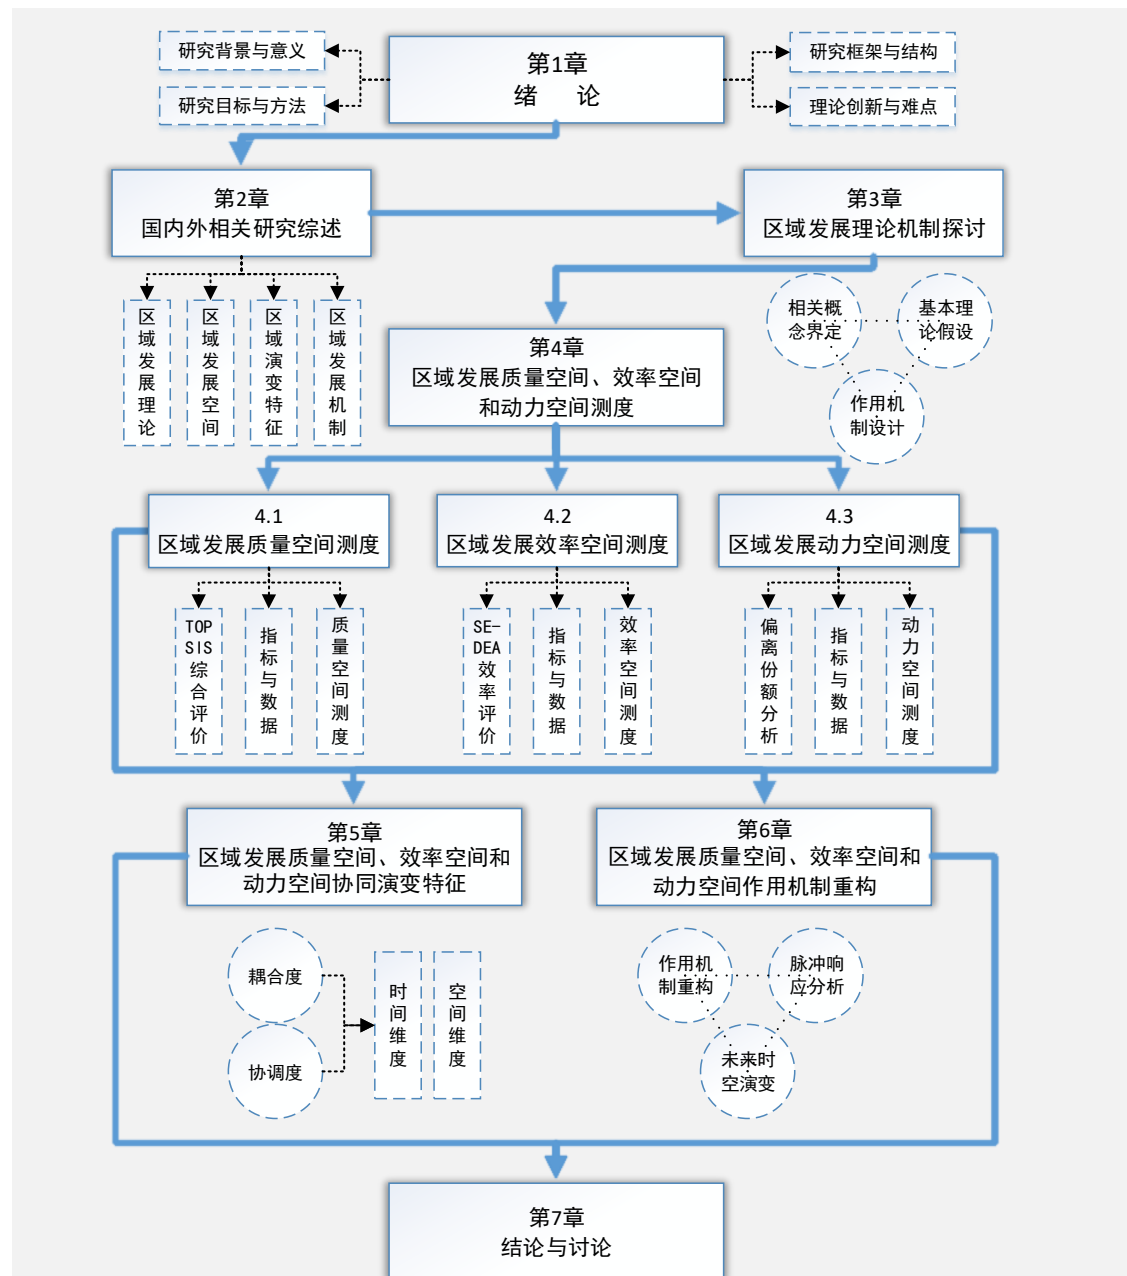 第1章
绪 论
研究背景与意义
研究目标与方法
研究框架与结构
理论创新与难点
第2章
国内外相关研究综述
第3章
区域发展理论机制探讨
区域发展理论
区域发展空间
区域演变特征
区域发展机制
相关概
念界定
基本理
论假设
作用机
制设计
第4章
区域发展质量空间、效率空间
和动力空间测度
4.1
区域发展质量空间测度
4.2
区域发展效率空间测度
4.3
区域发展动力空间测度
TOP
SIS
综合评价
指标与数据
质量空间测度
SE-
DEA
效率评价
指标与数据
效率空间测度
偏离份额分析
指标与数据
动力空间测度
第5章
区域发展质量空间、效率空间和
动力空间协同演变特征
第6章
区域发展质量空间、效率空间和
动力空间作用机制重构
耦合度
协调度
时间维度
空间维度
作用机
制重构
脉冲响
应分析
未来时
空演变
第7章
结论与讨论